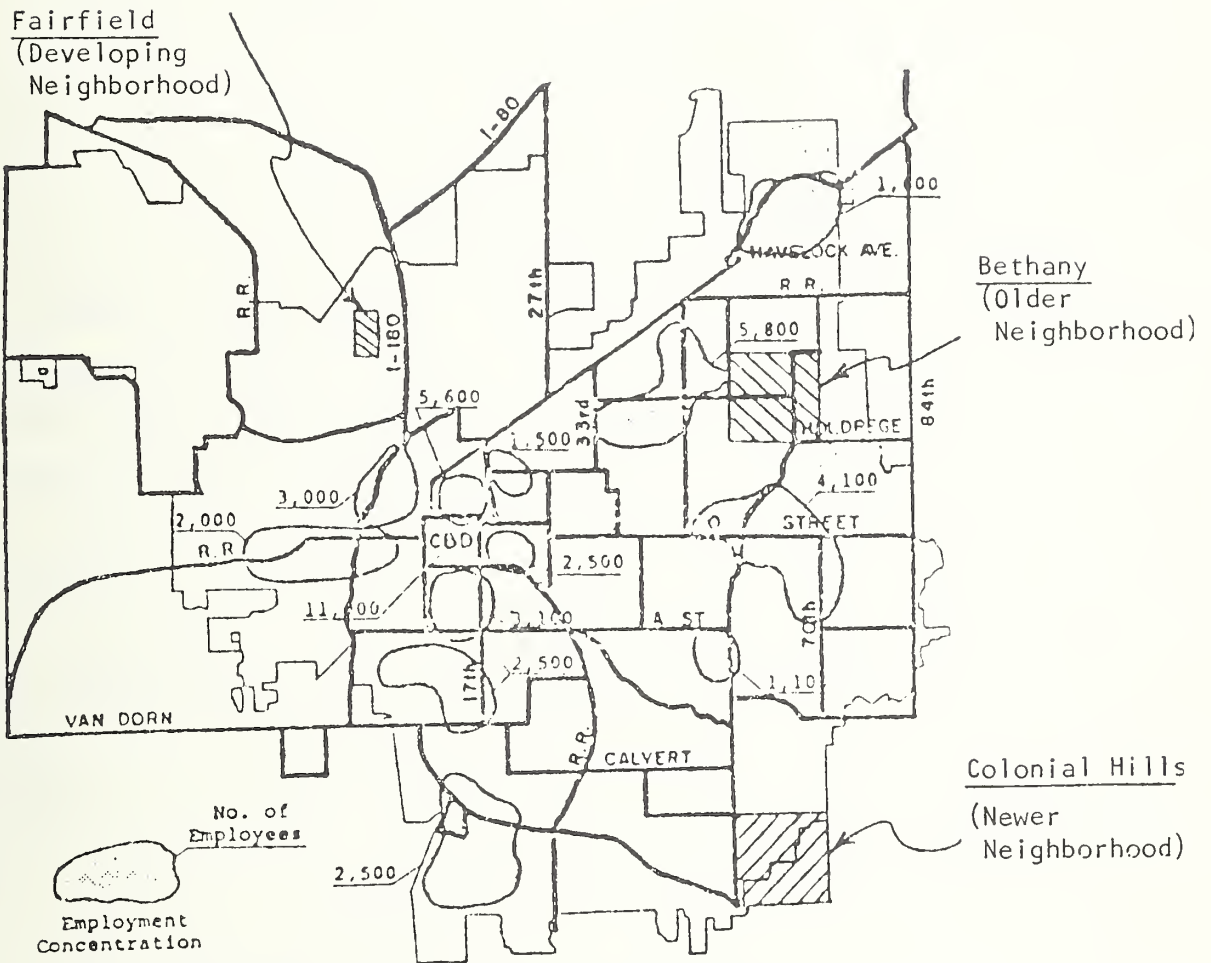 Fairfield
(Developing
Neighborhood)
I-80
1,600
HAVELOCK AVE.
R. R.
Bethany
(Older
Neighborhood)
27th
R.R.
I-180
5,800
84th
5,600
33rd
HOLDREGE
1,500
3,000
4,100
2,000
O STREET
R.R
CBD
2,500
A ST
70th
17th
2,500
VAN DORN
R.R.
CALVERT
Colonial Hills
(Newer
Neighborhood)
No. of
Employees
2,500
Employment
Concentration